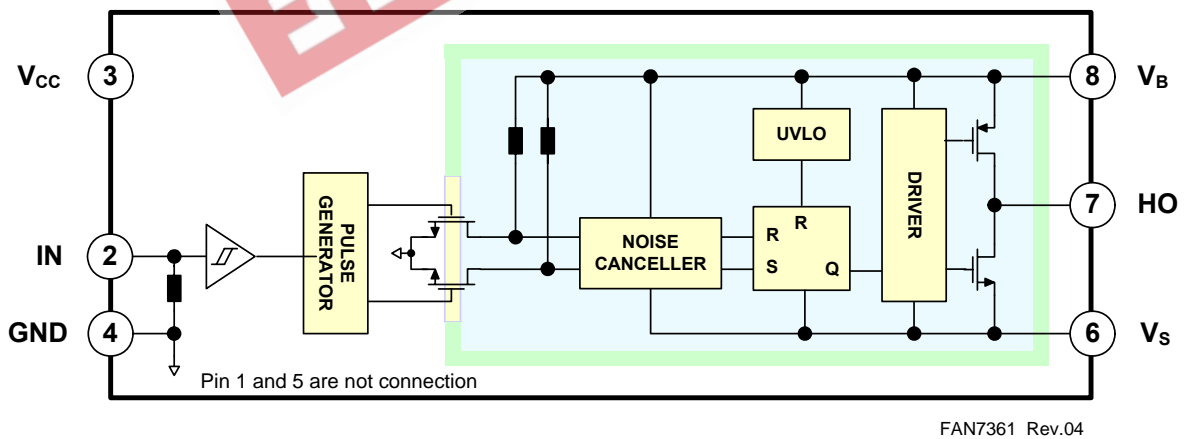 VCC 3
8 VB
UVLO
DRIVER
PULSE GENERATOR
7 HO
IN 2
NOISE
CANCELLER
R R
S Q
GND 4
6 VS
Pin 1 and 5 are not connection
FAN7361 Rev.04